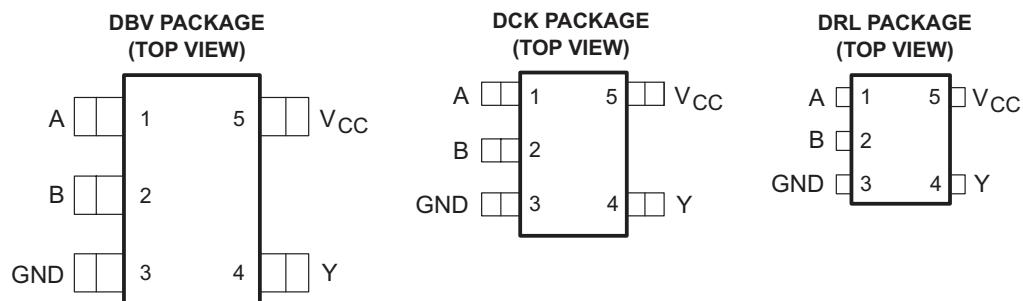 DBV PACKAGE
(TOP VIEW)
A 1 5 VCC
B 2
GND 3 4 Y
DCK PACKAGE
(TOP VIEW)
A 1 5 VCC
B 2
GND 3 4 Y
DRL PACKAGE
(TOP VIEW)
A 1 5 VCC
B 2
GND 3 4 Y